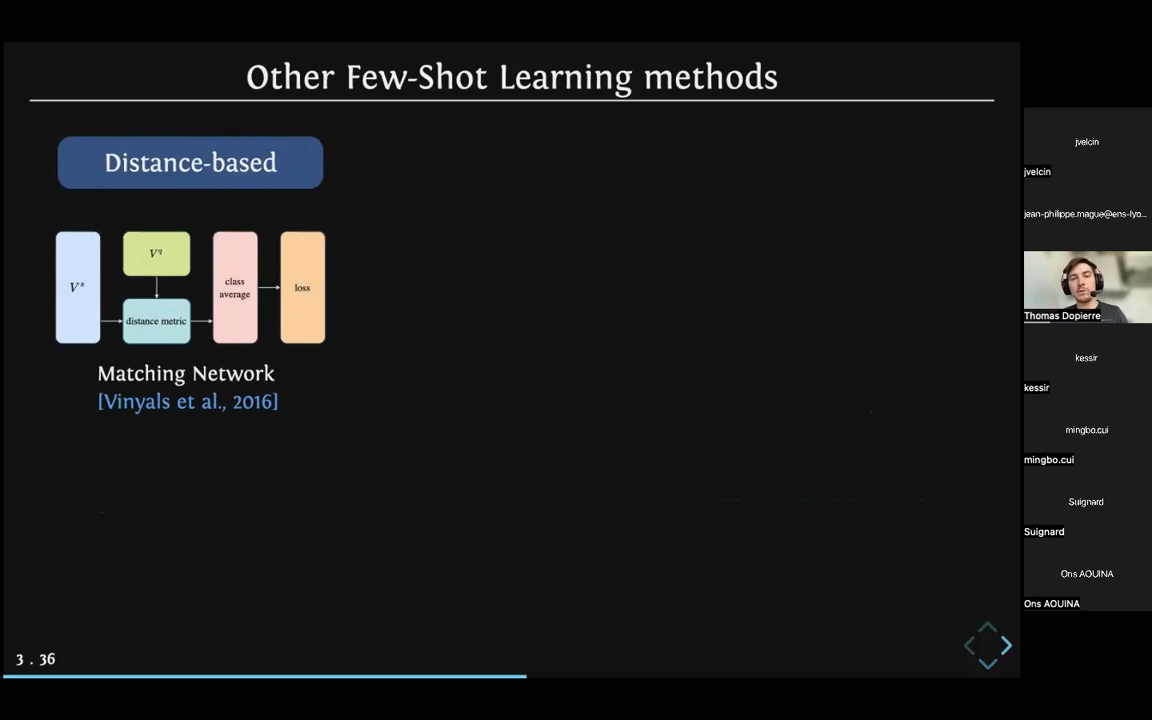 Other Few-Shot Learning methods
Distance-based
V^s
V^q
distance metric
class
average
loss
Matching Network
[Vinyals et al., 2016]
3 . 36
jvelcin
jvelcin
jean-philippe.mague@ens-lyo...
Thomas Dopierre
kessir
kessir
mingbo.cui
mingbo.cui
Suignard
Suignard
Ons AOUINA
Ons AOUINA